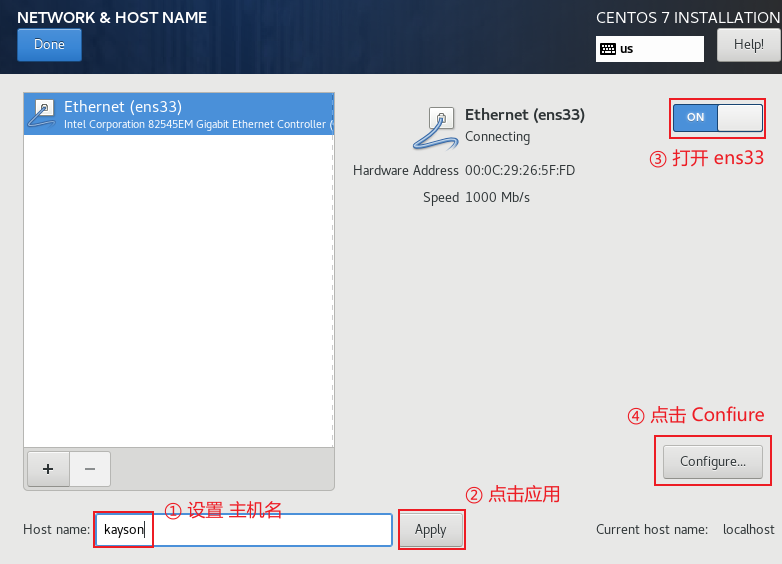 NETWORK & HOST NAME
CENTOS 7 INSTALLATION
Done
us
Help!
Ethernet (ens33)
Intel Corporation 82545EM Gigabit Ethernet Controller (
Ethernet (ens33)
Connecting
ON
③ 打开 ens33
Hardware Address 00:0C:29:26:5F:FD
Speed 1000 Mb/s
④ 点击 Confiure
Configure...
+ −
① 设置 主机名
② 点击应用
Host name: kayson
Apply
Current host name: localhost